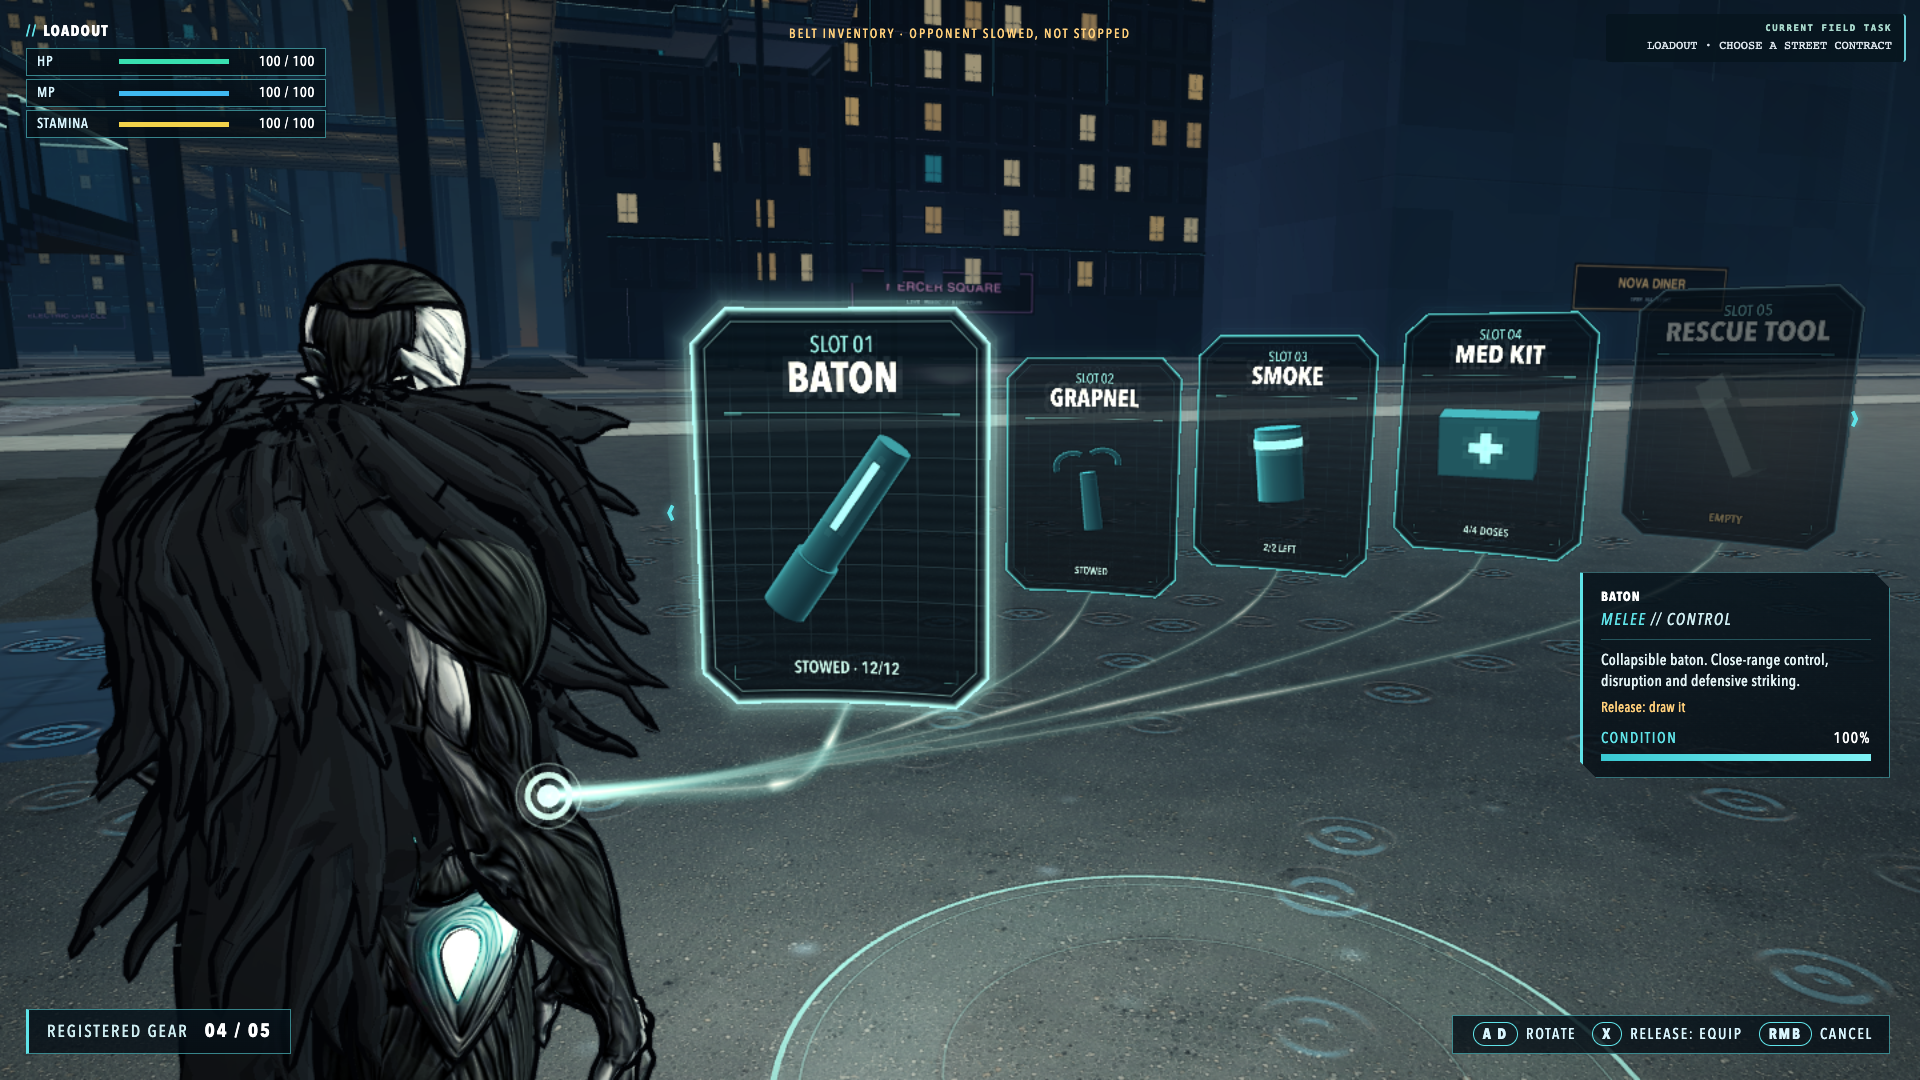 // LOADOUT
HP 100 / 100
MP 100 / 100
STAMINA 100 / 100
BELT INVENTORY · OPPONENT SLOWED, NOT STOPPED
CURRENT FIELD TASK
LOADOUT · CHOOSE A STREET CONTRACT
ERCER SQUARE
NOVA DINER
SLOT 01
BATON
STOWED · 12/12
SLOT 02
GRAPNEL
STOWED
SLOT 03
SMOKE
2/2 LEFT
SLOT 04
MED KIT
4/4 DOSES
SLOT 05
RESCUE TOOL
EMPTY
BATON
MELEE // CONTROL
Collapsible baton. Close-range control,
disruption and defensive striking.
Release: draw it
CONDITION 100%
REGISTERED GEAR 04 / 05
A D ROTATE X RELEASE: EQUIP RMB CANCEL